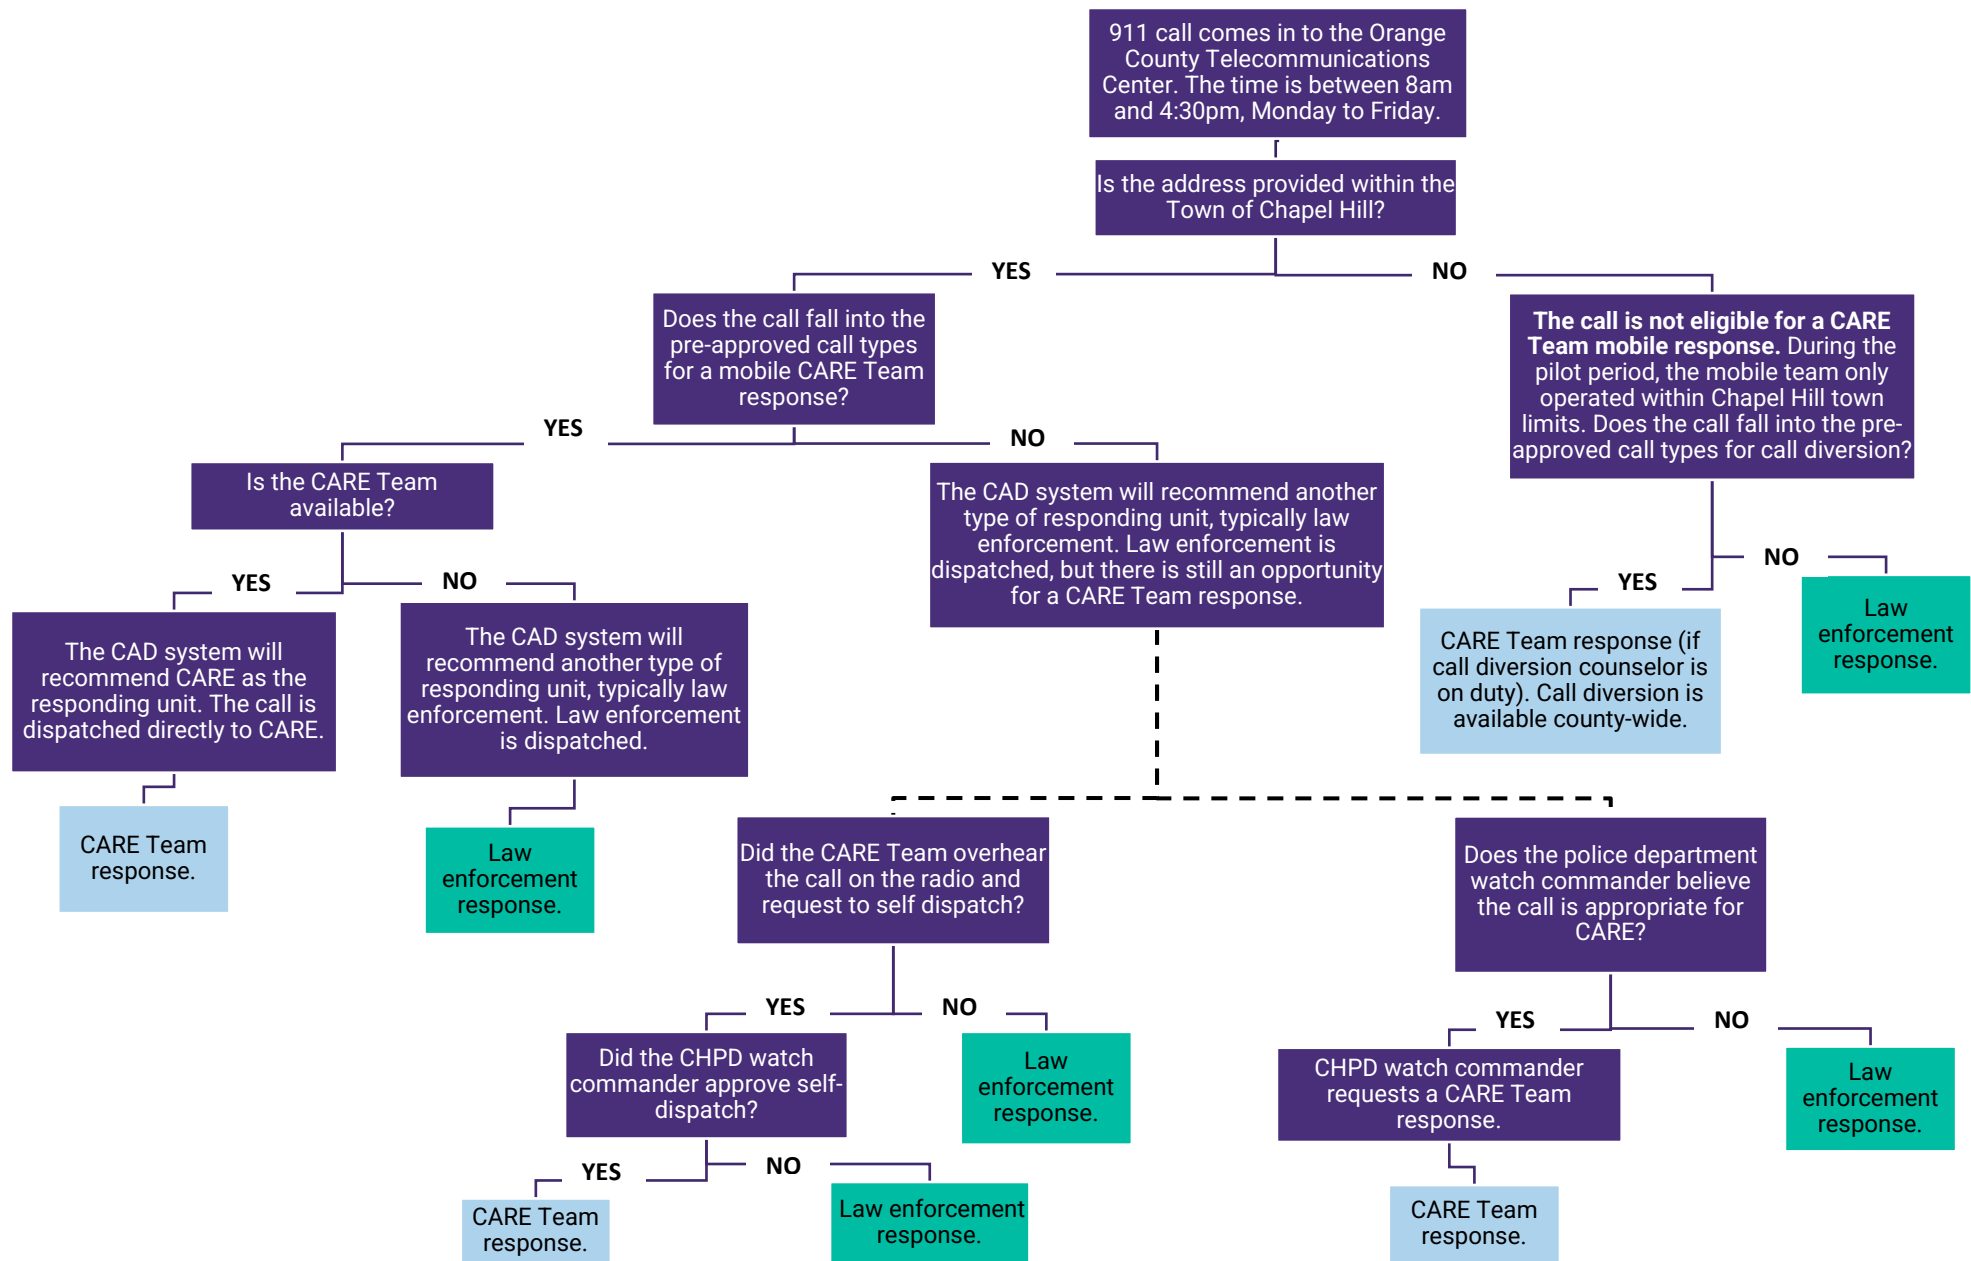 911 call comes in to the Orange
County Telecommunications
Center. The time is between 8am
and 4:30pm, Monday to Friday.
Is the address provided within the
Town of Chapel Hill?
YES
NO
Does the call fall into the
pre-approved call types
for a mobile CARE Team
response?
The call is not eligible for a CARE
Team mobile response. During the
pilot period, the mobile team only
operated within Chapel Hill town
limits. Does the call fall into the pre-
approved call types for call diversion?
YES
NO
Is the CARE Team
available?
The CAD system will recommend another
type of responding unit, typically law
enforcement. Law enforcement is
dispatched, but there is still an opportunity
for a CARE Team response.
YES
NO
YES
NO
The CAD system will
recommend CARE as the
responding unit. The call is
dispatched directly to CARE.
The CAD system will
recommend another type of
responding unit, typically law
enforcement. Law enforcement
is dispatched.
CARE Team response (if
call diversion counselor is
on duty). Call diversion is
available county-wide.
Law
enforcement
response.
CARE Team
response.
Law
enforcement
response.
Did the CARE Team overhear
the call on the radio and
request to self dispatch?
Does the police department
watch commander believe
the call is appropriate for
CARE?
YES
NO
YES
NO
Did the CHPD watch
commander approve self-
dispatch?
Law
enforcement
response.
CHPD watch commander
requests a CARE Team
response.
Law
enforcement
response.
YES
NO
CARE Team
response.
Law enforcement
response.
CARE Team
response.